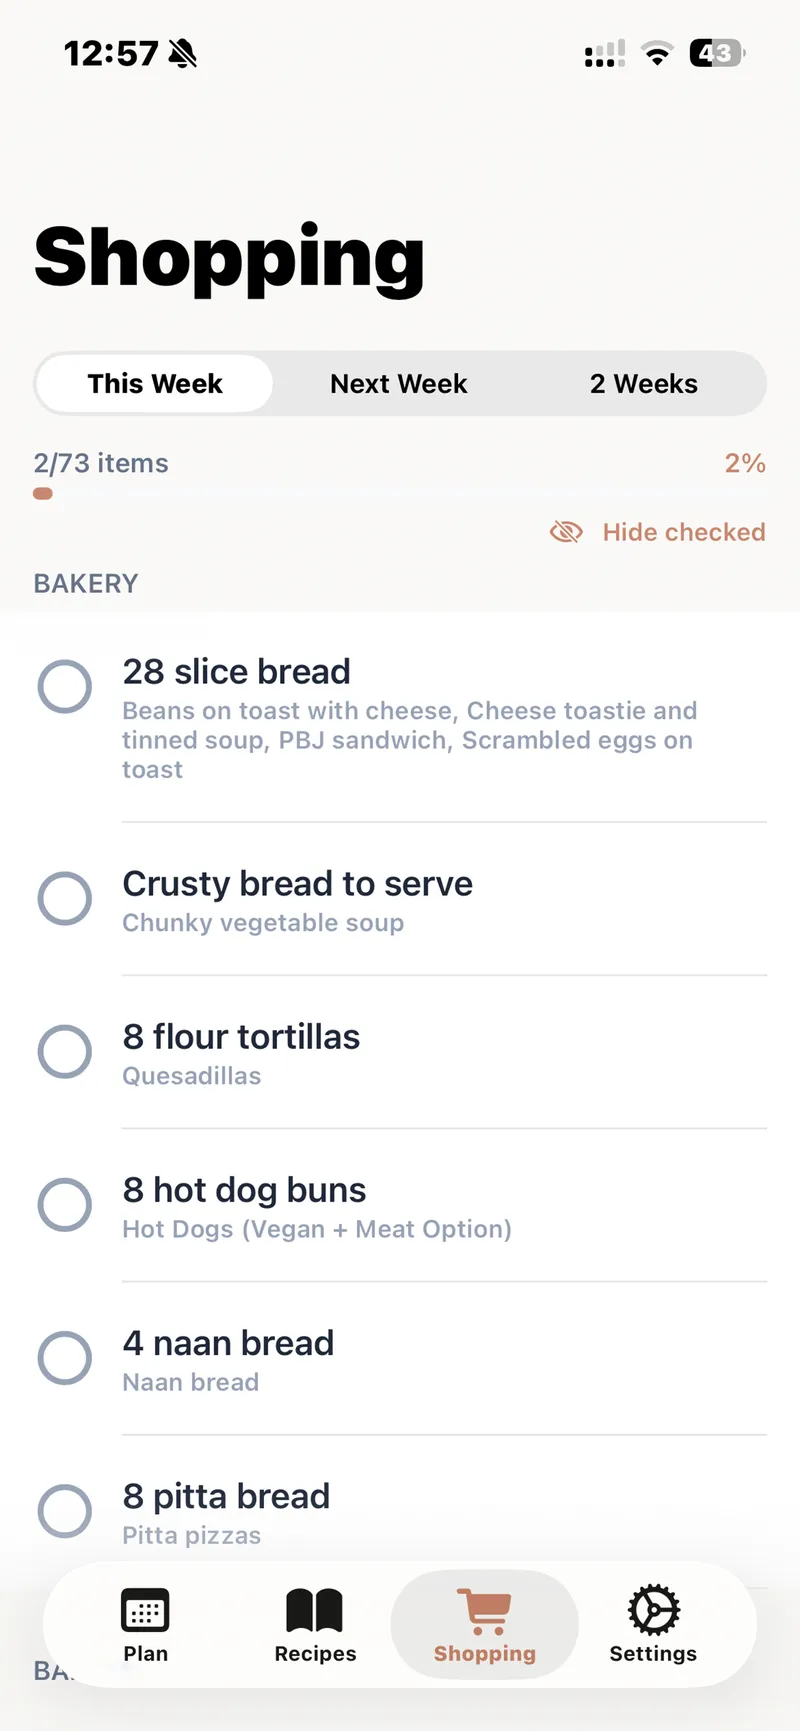 12:57
43
Shopping
This Week
Next Week
2 Weeks
2/73 items
2%
Hide checked
BAKERY
28 slice bread
Beans on toast with cheese, Cheese toastie and
tinned soup, PBJ sandwich, Scrambled eggs on
toast
Crusty bread to serve
Chunky vegetable soup
8 flour tortillas
Quesadillas
8 hot dog buns
Hot Dogs (Vegan + Meat Option)
4 naan bread
Naan bread
8 pitta bread
Pitta pizzas
Plan
Recipes
Shopping
Settings